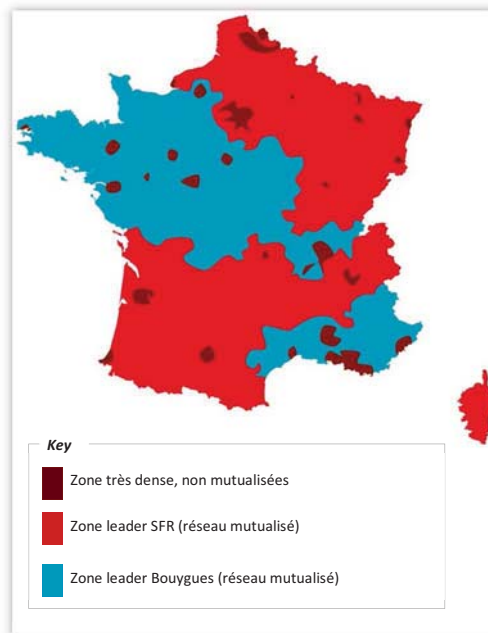 Key
Zone très dense, non mutualisées
Zone leader SFR (réseau mutualisé)
Zone leader Bouygues (réseau mutualisé)